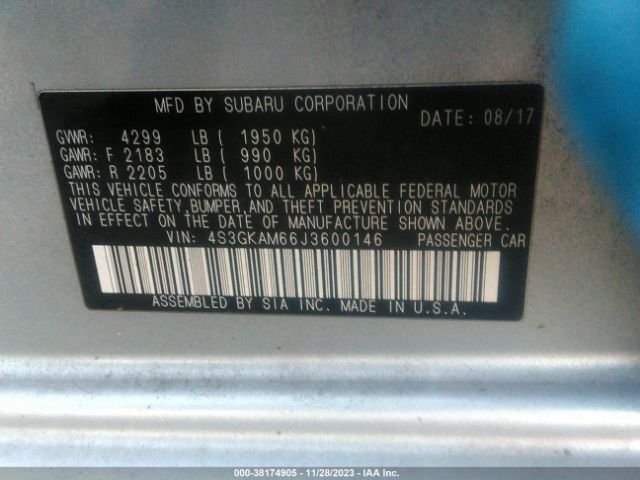 MFD BY SUBARU CORPORATION
DATE: 08/17
GVWR: 4299 LB ( 1950 KG)
GAWR: F 2183 LB ( 990 KG)
GAWR: R 2205 LB ( 1000 KG)
THIS VEHICLE CONFORMS TO ALL APPLICABLE FEDERAL MOTOR
VEHICLE SAFETY,BUMPER,AND THEFT PREVENTION STANDARDS
IN EFFECT ON THE DATE OF MANUFACTURE SHOWN ABOVE.
VIN: 4S3GKAM66J3600146 PASSENGER CAR
ASSEMBLED BY SIA INC. MADE IN U.S.A.
000-38174905 - 11/28/2023 - IAA Inc.